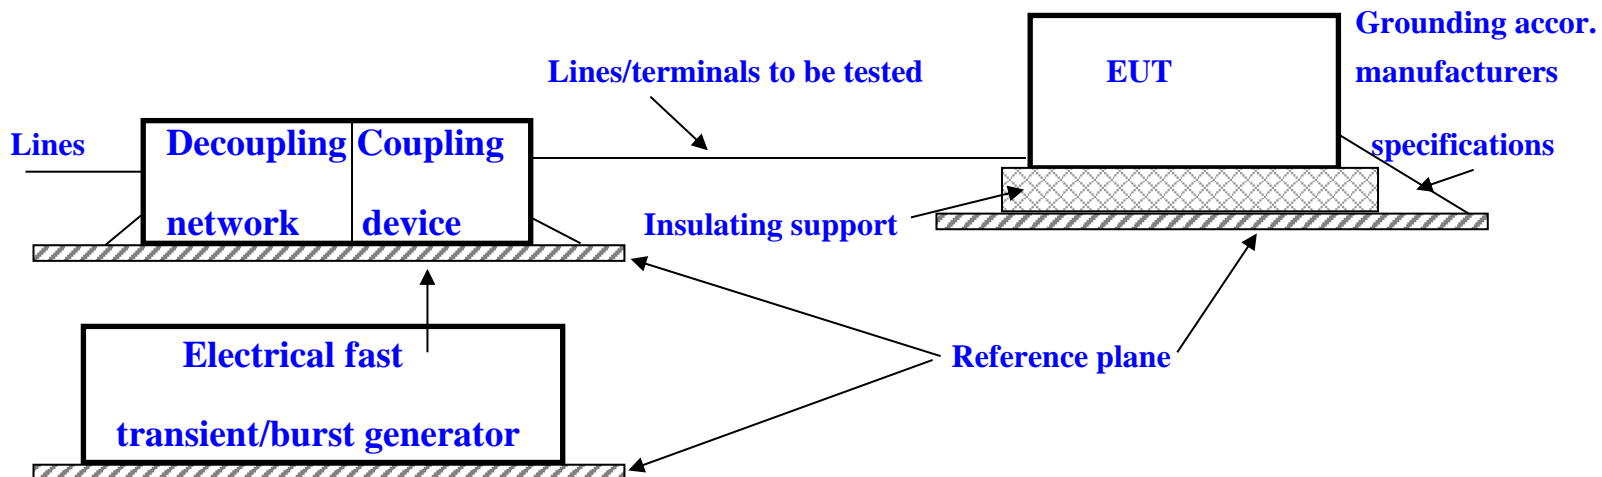 Grounding accor.
Lines/terminals to be tested
EUT
manufacturers
Lines
Decoupling
Coupling
specifications
network
device
Insulating support
Electrical fast
Reference plane
transient/burst generator